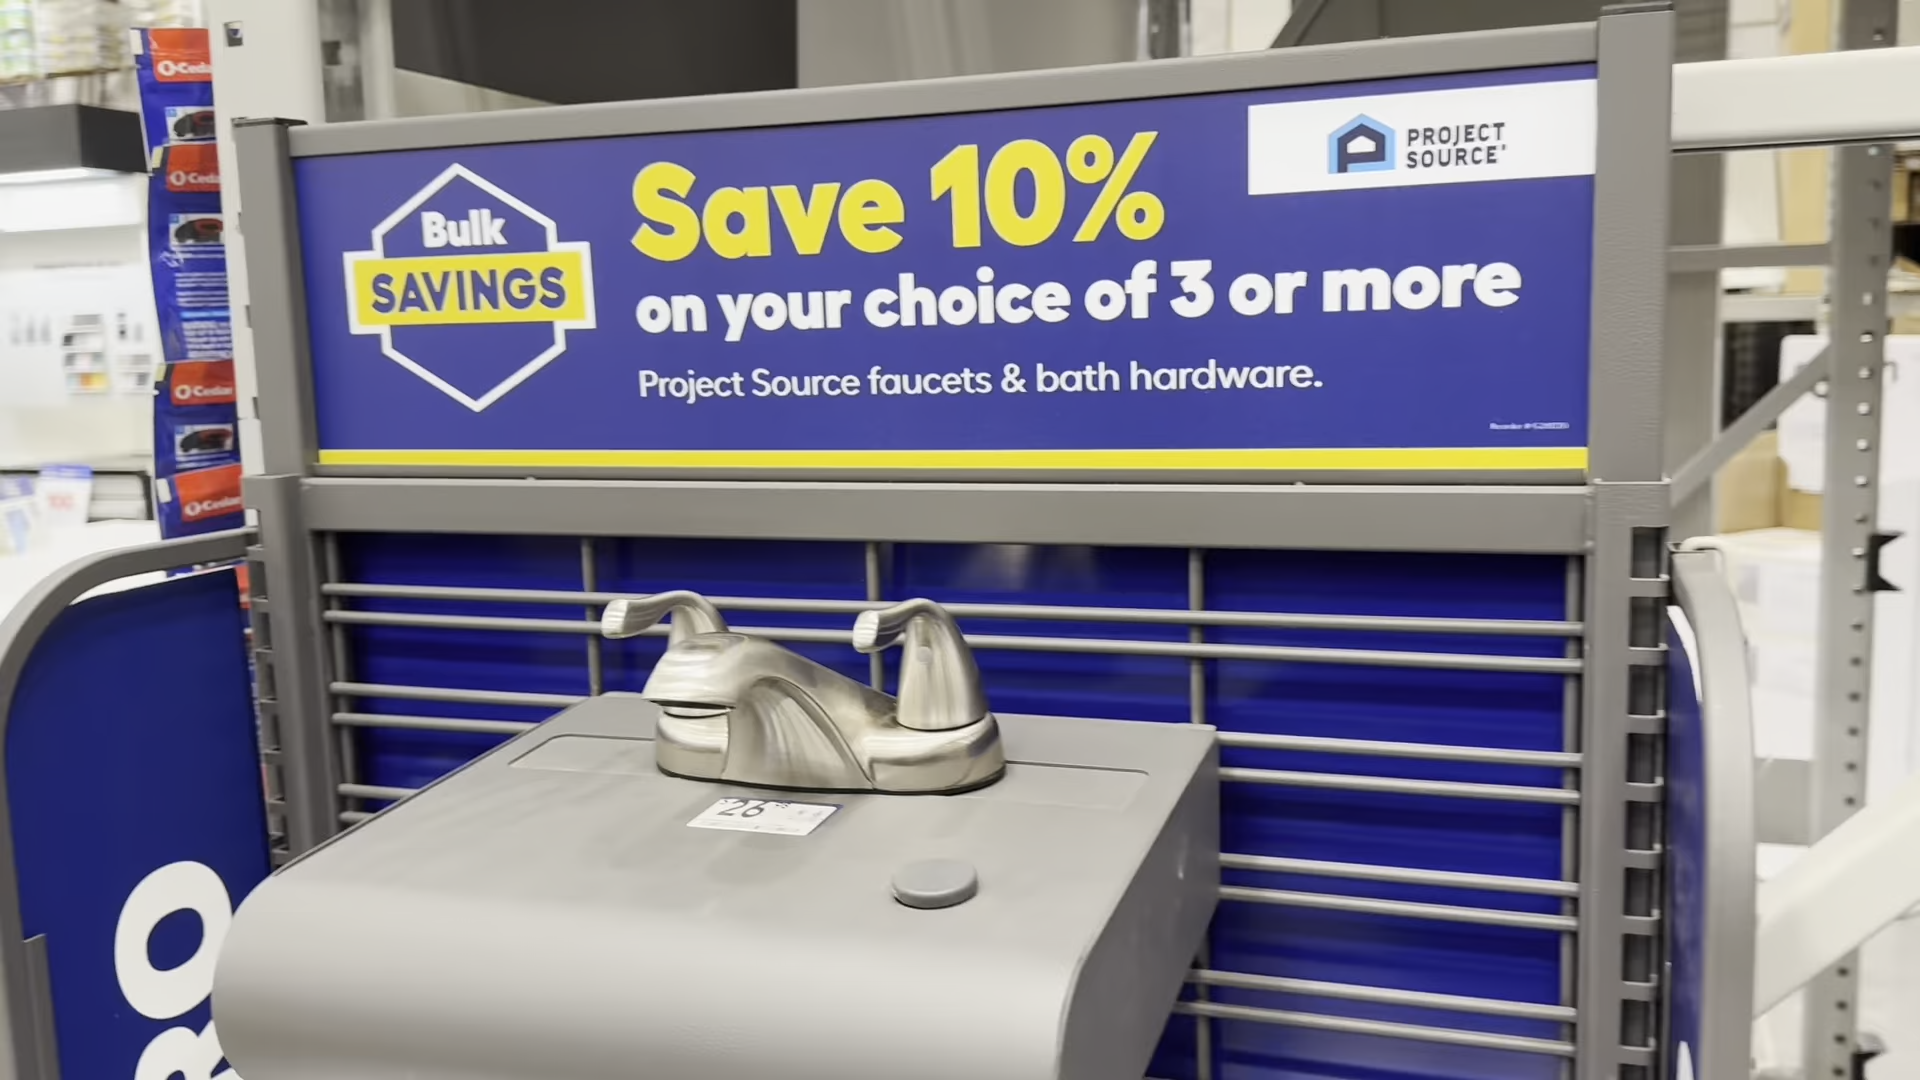 Bulk
SAVINGS
Save 10%
on your choice of 3 or more
Project Source faucets & bath hardware.
PROJECT
SOURCE
$26
RO